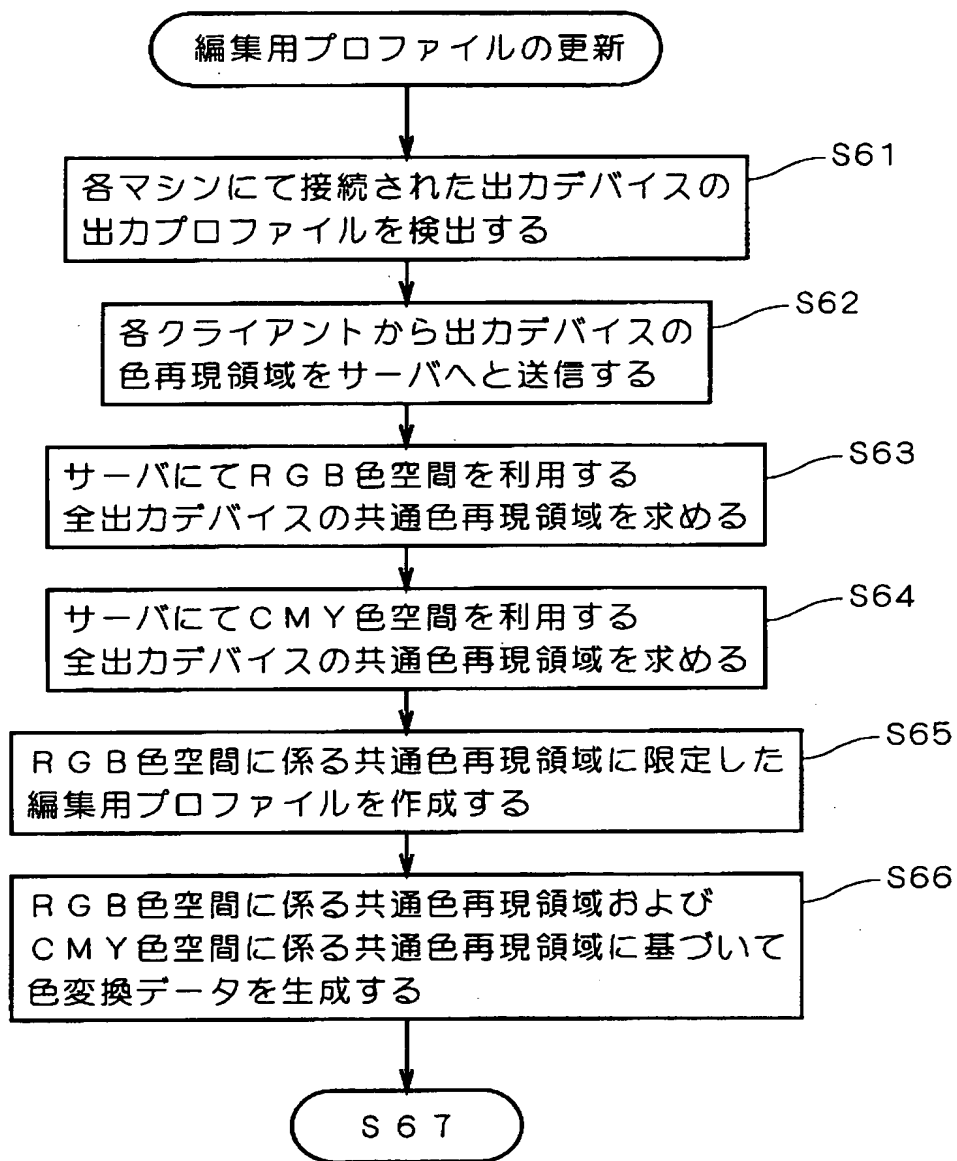 編集用プロファイルの更新
S61
各マシンにて接続された出力デバイスの
出力プロファイルを検出する
S62
各クライアントから出力デバイスの
色再現領域をサーバへと送信する
S63
サーバにてRGB色空間を利用する
全出力デバイスの共通色再現領域を求める
S64
サーバにてCMY色空間を利用する
全出力デバイスの共通色再現領域を求める
S65
RGB色空間に係る共通色再現領域に限定した
編集用プロファイルを作成する
S66
RGB色空間に係る共通色再現領域および
CMY色空間に係る共通色再現領域に基づいて
色変換データを生成する
S67